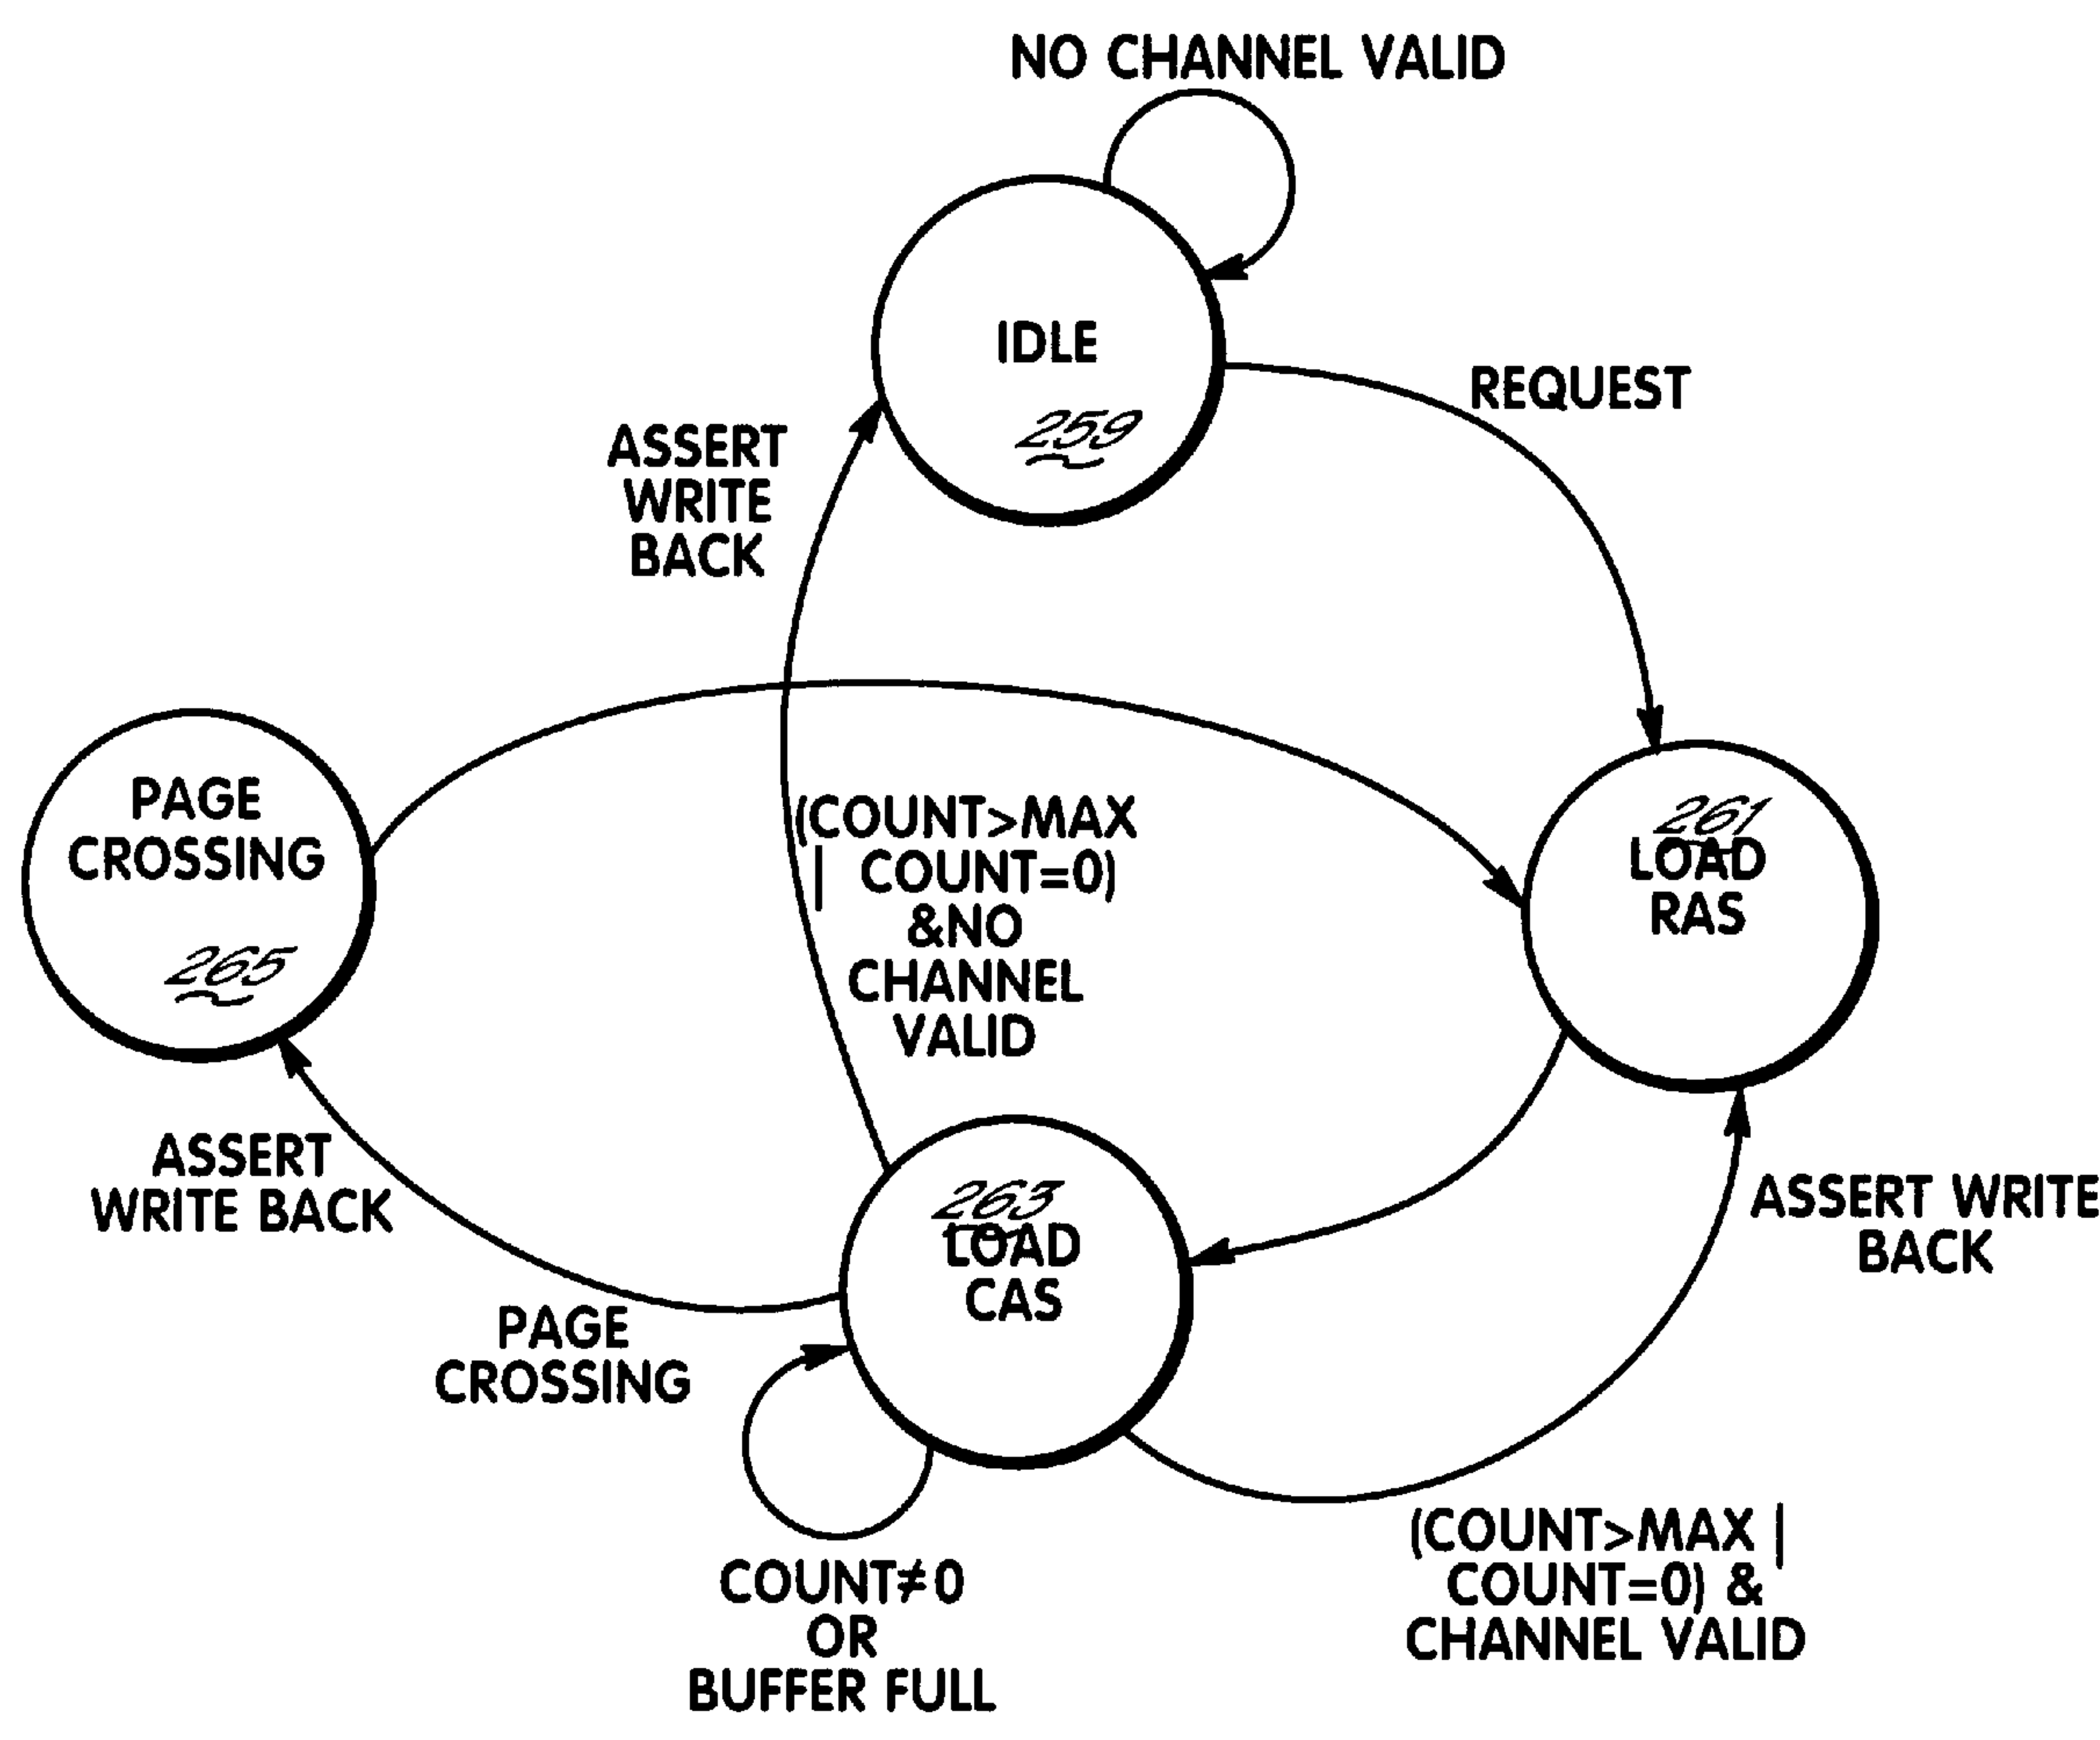 NO CHANNEL VALID
IDLE
259
REQUEST
ASSERT
WRITE
BACK
PAGE
CROSSING
265
(COUNT>MAX
| COUNT=0)
&NO
CHANNEL
VALID
261
LOAD
RAS
ASSERT
WRITE BACK
263
LOAD
CAS
ASSERT WRITE
BACK
PAGE
CROSSING
COUNT≠0
OR
BUFFER FULL
(COUNT>MAX |
COUNT=0) &
CHANNEL VALID